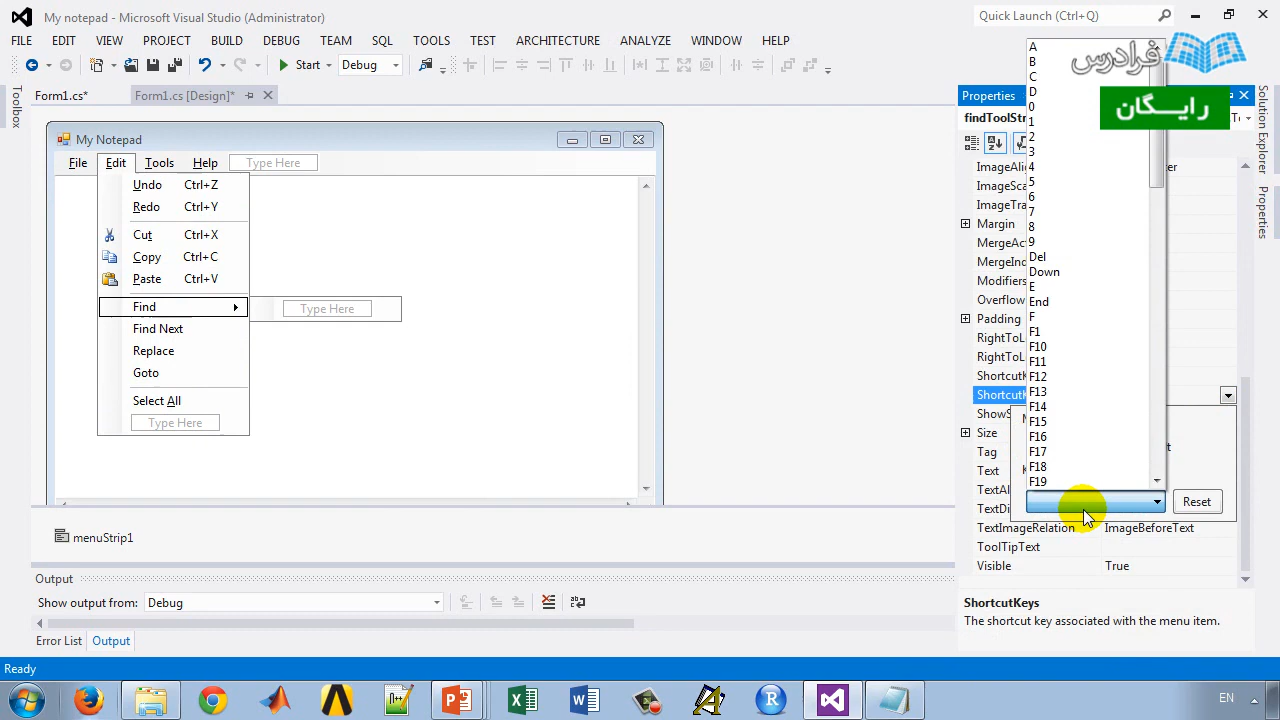 My notepad - Microsoft Visual Studio (Administrator)
Quick Launch (Ctrl+Q)
FILE EDIT VIEW PROJECT BUILD DEBUG TEAM SQL TOOLS TEST ARCHITECTURE ANALYZE WINDOW HELP
Start Debug
فرادرس
رایگان
Toolbox
Form1.cs* Form1.cs [Design]*
My Notepad
File Edit Tools Help Type Here
Undo Ctrl+Z
Redo Ctrl+Y
Cut Ctrl+X
Copy Ctrl+C
Paste Ctrl+V
Find Type Here
Find Next
Replace
Goto
Select All
Type Here
menuStrip1
Output
Show output from: Debug
Error List Output
Properties
findToolStr
ImageAli
ImageSca
ImageTra
Margin
MergeAc
MergeInd
Modifiers
Overflow
Padding
RightToL
RightToL
ShortcutK
ShortcutK
ShowS
Size
Tag
Text
TextAl
TextDi
TextImageRelation ImageBeforeText
ToolTipText
Visible True
A
B
C
D
0
1
2
3
4
5
6
7
8
9
Del
Down
E
End
F
F1
F10
F11
F12
F13
F14
F15
F16
F17
F18
F19
Reset
ShortcutKeys
The shortcut key associated with the menu item.
Solution Explorer
Properties
Ready
EN